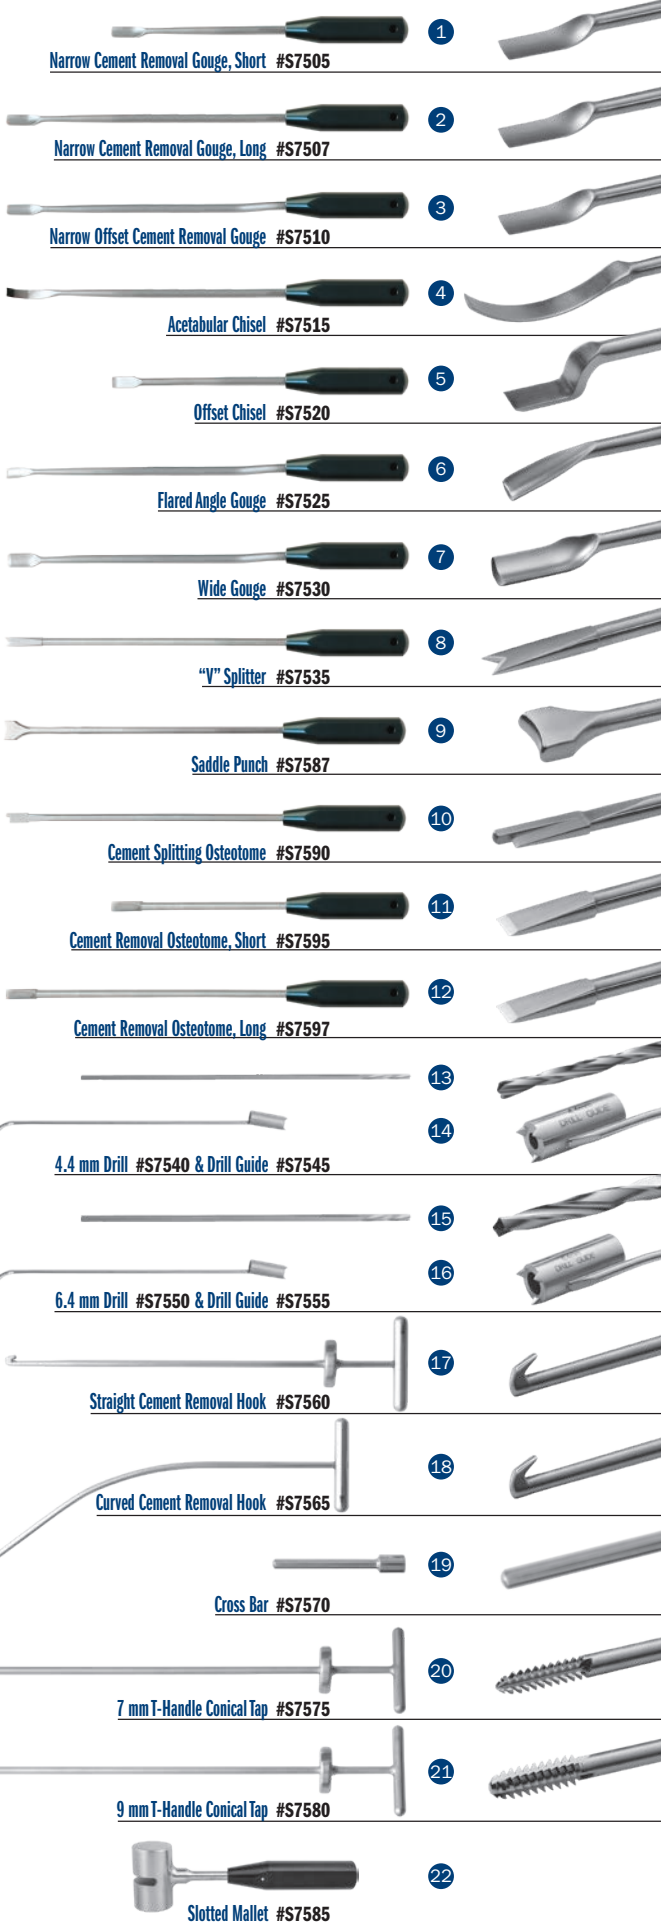 1
Narrow Cement Removal Gouge, Short #S7505
2
Narrow Cement Removal Gouge, Long #S7507
3
Narrow Offset Cement Removal Gouge #S7510
4
Acetabular Chisel #S7515
5
Offset Chisel #S7520
6
Flared Angle Gouge #S7525
7
Wide Gouge #S7530
8
“V” Splitter #S7535
9
Saddle Punch #S7587
10
Cement Splitting Osteotome #S7590
11
Cement Removal Osteotome, Short #S7595
12
Cement Removal Osteotome, Long #S7597
13
14
DRILL GUIDE
4.4 mm Drill #S7540 & Drill Guide #S7545
15
16
DRILL GUIDE
6.4 mm Drill #S7550 & Drill Guide #S7555
17
Straight Cement Removal Hook #S7560
18
Curved Cement Removal Hook #S7565
19
Cross Bar #S7570
20
7 mm T-Handle Conical Tap #S7575
21
9 mm T-Handle Conical Tap #S7580
22
Slotted Mallet #S7585